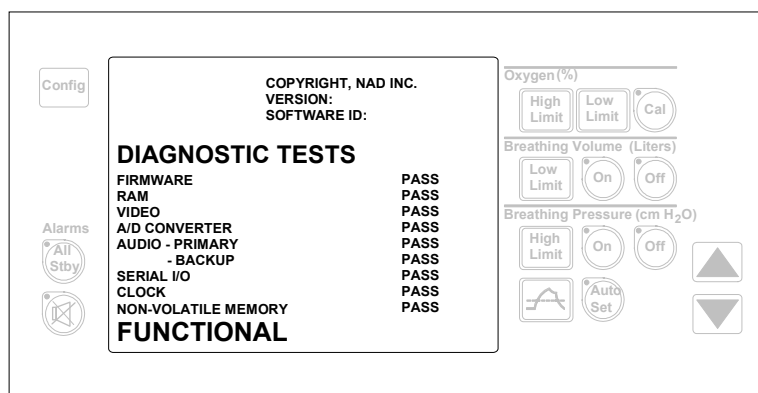 Config
COPYRIGHT, NAD INC.
VERSION:
SOFTWARE ID:
DIAGNOSTIC TESTS
FIRMWARE PASS
RAM PASS
VIDEO PASS
A/D CONVERTER PASS
AUDIO - PRIMARY PASS
- BACKUP PASS
SERIAL I/O PASS
CLOCK PASS
NON-VOLATILE MEMORY PASS
FUNCTIONAL
Alarms
All
Stby
Oxygen (%)
High
Limit
Low
Limit
Cal
Breathing Volume (Liters)
Low
Limit
On
Off
Breathing Pressure (cm H2O)
High
Limit
On
Off
Auto
Set